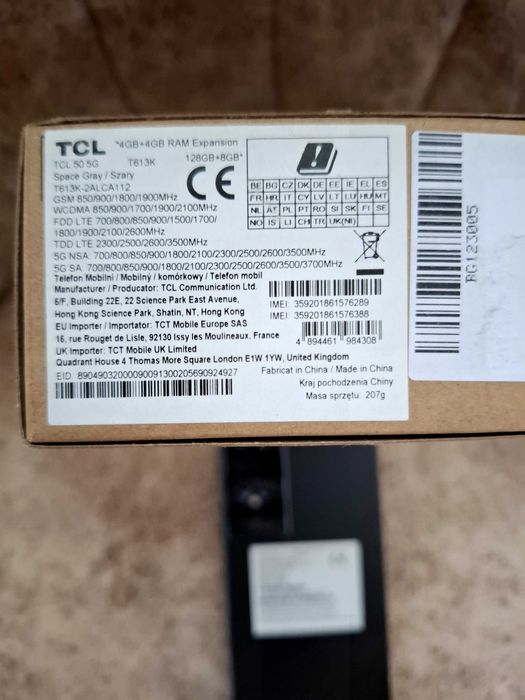 TCL *4GB+4GB RAM Expansion
TCL 50 5G T613K 128GB+8GB*
Space Gray / Szary
T613K-2ALCA112
CE
GSM 850/900/1800/1900MHz
WCDMA 850/900/1700/1900/2100MHz
FDD LTE 700/800/850/900/1500/1700/
1800/1900/2100/2600MHz
TDD LTE 2300/2500/2600/3500MHz
5G NSA 700/800/850/900/1800/2100/2300/2500/2600/3500MHz
5G SA 700/800/850/900/1800/2100/2300/2500/2600/3500/3700MHz
BE BG CZ DK DE EE IE EL ES
FR HR IT CY LV LT LU HU MT
NL AT PL PT RO SI SK FI SE
NO IS LI CH TR UK(NI)
Telefon Mobilni / Mobilný / komórkowy / Telefon mobil
Manufacturer / Producator: TCL Communication Ltd.
6/F, Building 22E, 22 Science Park East Avenue,
Hong Kong Science Park, Shatin, NT, Hong Kong
EU Importer / Importator: TCT Mobile Europe SAS
16, rue Rouget de Lisle, 92130 Issy les Moulineaux, France
UK Importer: TCT Mobile UK Limited
Quadrant House 4 Thomas More Square London E1W 1YW, United Kingdom
IMEI: 359201861576289
IMEI: 359201861576388
4 894461 984308
EID 89049032000900913002056909​24927
Fabricat in China / Made in China
Kraj pochodzenia Chiny
Masa sprzętu: 207g
RG123005